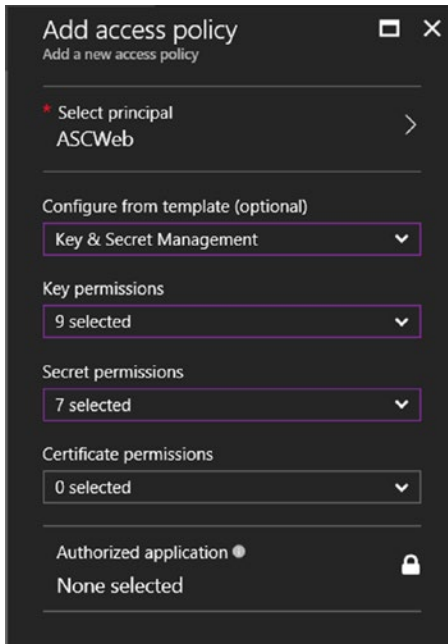 Add access policy
Add a new access policy
* Select principal
ASCWeb
Configure from template (optional)
Key & Secret Management
Key permissions
9 selected
Secret permissions
7 selected
Certificate permissions
0 selected
Authorized application
None selected